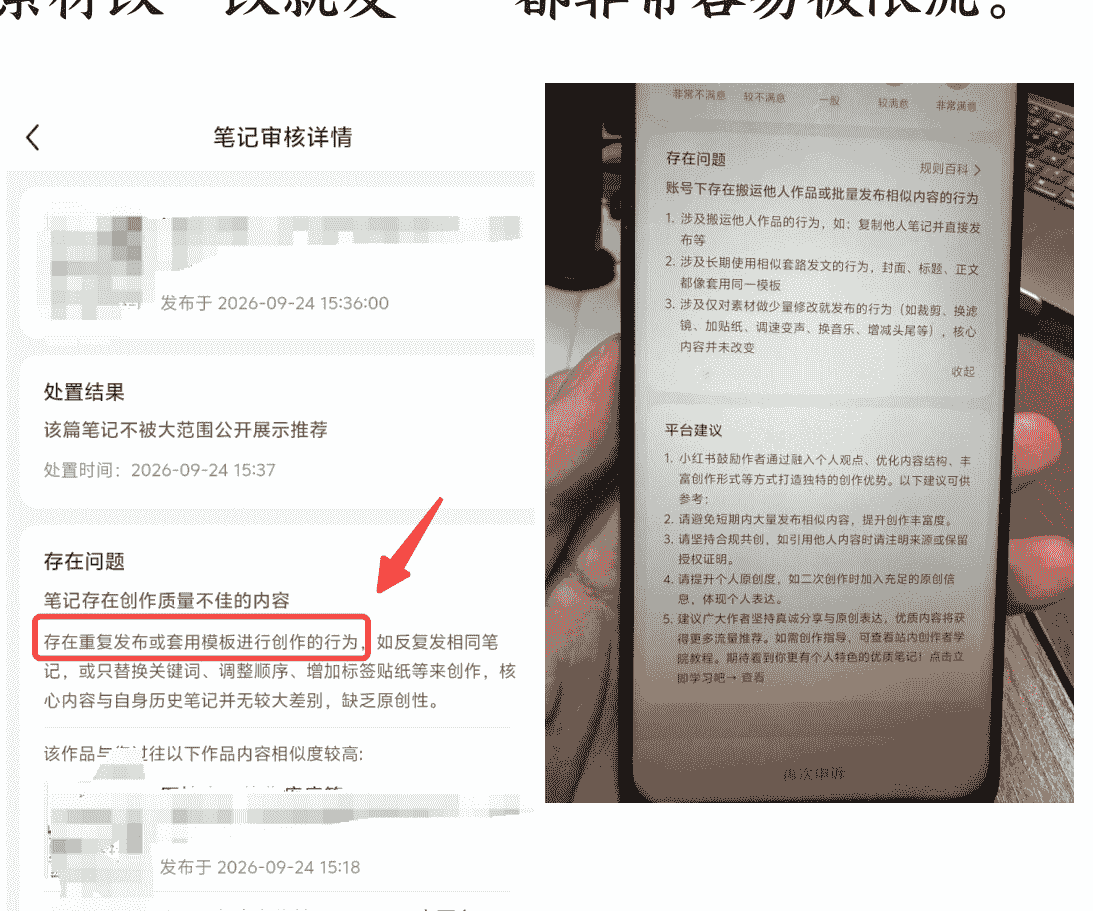 都非常容易被限流。
笔记审核详情
发布于 2026-09-24 15:36:00
处置结果
该篇笔记不被大范围公开展示推荐
处置时间：2026-09-24 15:37
存在问题
笔记存在创作质量不佳的内容
存在重复发布或套用模板进行创作的行为，如反复发相同笔
记，或只替换关键词、调整顺序、增加标签贴纸等来创作，核
心内容与自身历史笔记并无较大差别，缺乏原创性。
该作品与 过往以下作品内容相似度较高:
发布于 2026-09-24 15:18
非常不满意 较不满意 一般 较满意 非常满意
存在问题
规则百科
账号下存在搬运他人作品或批量发布相似内容的行为
1. 涉及搬运他人作品的行为，如：复制他人笔记并直接发
布等
2. 涉及长期使用相似套路发文的行为，封面、标题、正文
都像套用同一模板
3. 涉及仅对素材做少量修改就发布的行为（如裁剪、换滤
镜、加贴纸、调速变声、换音乐、增减头尾等），核心
内容并未改变
收起
平台建议
1. 小红书鼓励作者通过融入个人观点、优化内容结构、丰
富创作形式等方式打造独特的创作优势。以下建议可供
参考：
2. 请避免短期内大量发布相似内容，提升创作丰富度。
3. 请坚持合规共创，如引用他人内容时请注明来源或保留
授权证明。
4. 请提升个人原创度，如二次创作时加入充足的原创信
息，体现个人表达。
5. 建议广大作者坚持真诚分享与原创表达，优质内容将获
得更多流量推荐。如需创作指导，可查看站内创作者学
院教程。期待看到你更有个人特色的优质笔记！点击立
即学习吧→ 查看
再次申诉